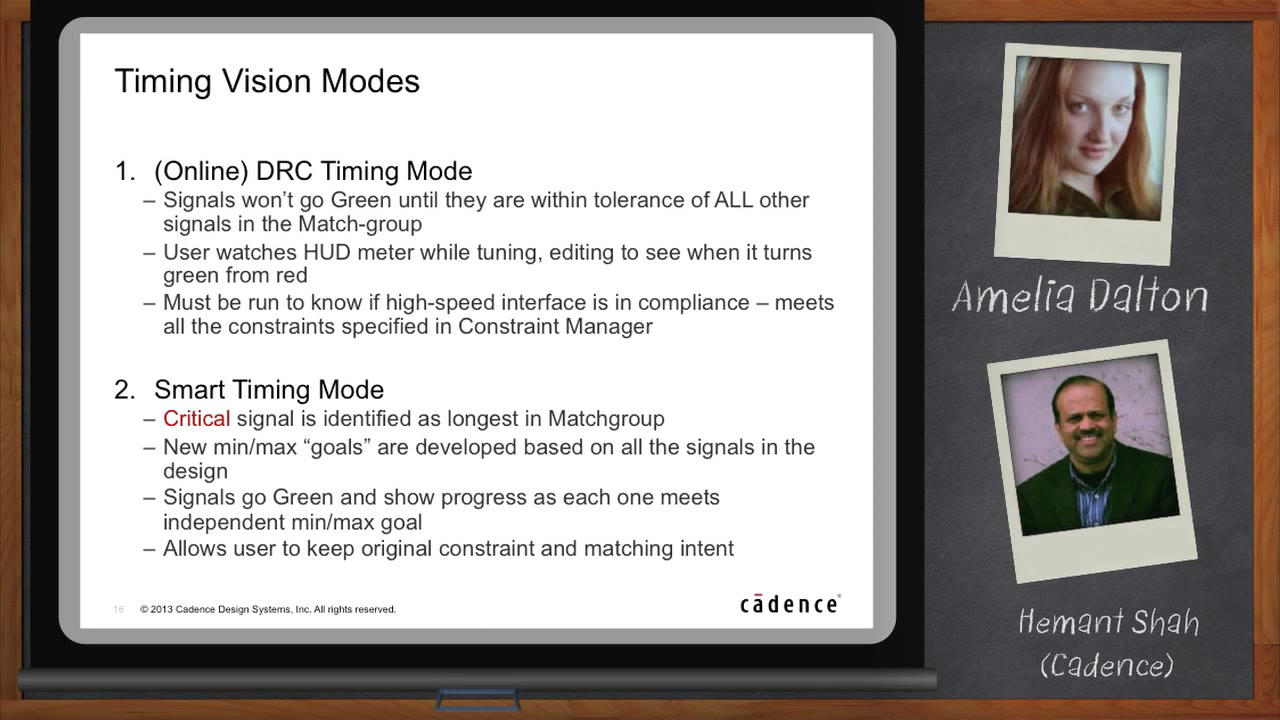 Timing Vision Modes
1. (Online) DRC Timing Mode
– Signals won’t go Green until they are within tolerance of ALL other
signals in the Match-group
– User watches HUD meter while tuning, editing to see when it turns
green from red
– Must be run to know if high-speed interface is in compliance – meets
all the constraints specified in Constraint Manager
2. Smart Timing Mode
– Critical signal is identified as longest in Matchgroup
– New min/max “goals” are developed based on all the signals in the
design
– Signals go Green and show progress as each one meets
independent min/max goal
– Allows user to keep original constraint and matching intent
16 © 2013 Cadence Design Systems, Inc. All rights reserved.
cādence®
Amelia Dalton
Hemant Shah
(Cadence)